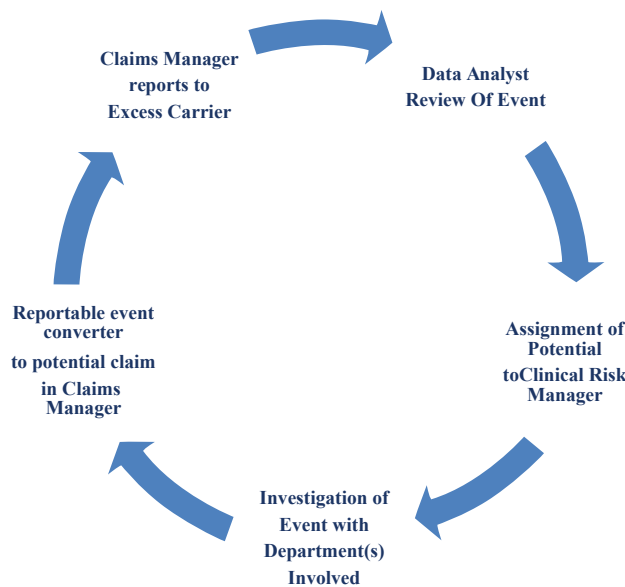 Claims Manager
reports to
Excess Carrier
Data Analyst
Review Of Event
Assignment of
Potential
toClinical Risk
Manager
Investigation of
Event with
Department(s)
Involved
Reportable event
converter
to potential claim
in Claims
Manager